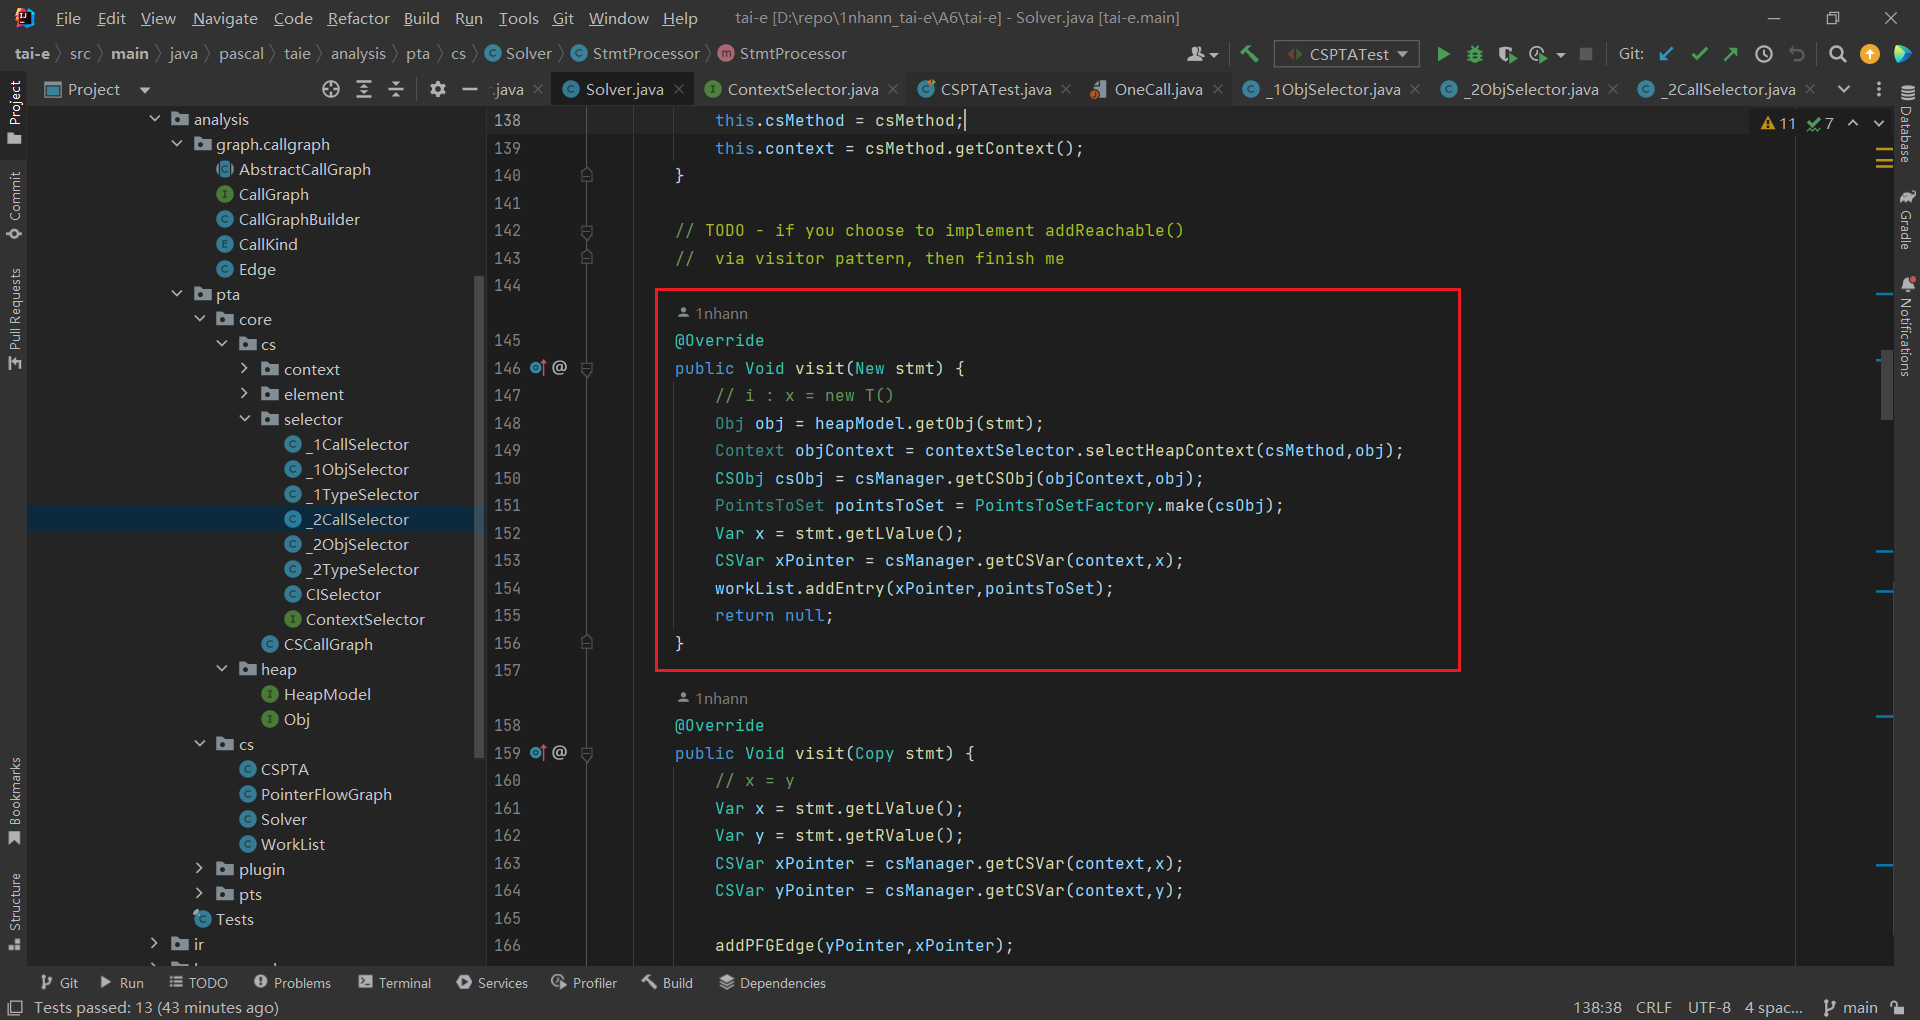 File Edit View Navigate Code Refactor Build Run Tools Git Window Help tai-e [D:\repo\1nhann_tai-e\A6\tai-e] - Solver.java [tai-e.main]
tai-e src main java pascal taie analysis pta cs Solver StmtProcessor StmtProcessor CSPTATest Git:
Project .java Solver.java ContextSelector.java CSPTATest.java OneCall.java _1ObjSelector.java _2ObjSelector.java _2CallSelector.java
Project
Commit
Pull Requests
Bookmarks
Structure
analysis
graph.callgraph
AbstractCallGraph
CallGraph
CallGraphBuilder
CallKind
Edge
pta
core
cs
context
element
selector
_1CallSelector
_1ObjSelector
_1TypeSelector
_2CallSelector
_2ObjSelector
_2TypeSelector
CISelector
ContextSelector
CSCallGraph
heap
HeapModel
Obj
cs
CSPTA
PointerFlowGraph
Solver
WorkList
plugin
pts
Tests
ir
138 this.csMethod = csMethod; 11 7
139 this.context = csMethod.getContext();
140 }
141
142 // TODO - if you choose to implement addReachable()
143 //  via visitor pattern, then finish me
144
1nhann
145 @Override
146 @ public Void visit(New stmt) {
147 // i : x = new T()
148 Obj obj = heapModel.getObj(stmt);
149 Context objContext = contextSelector.selectHeapContext(csMethod,obj);
150 CSObj csObj = csManager.getCSObj(objContext,obj);
151 PointsToSet pointsToSet = PointsToSetFactory.make(csObj);
152 Var x = stmt.getLValue();
153 CSVar xPointer = csManager.getCSVar(context,x);
154 workList.addEntry(xPointer,pointsToSet);
155 return null;
156 }
157
1nhann
158 @Override
159 @ public Void visit(Copy stmt) {
160 // x = y
161 Var x = stmt.getLValue();
162 Var y = stmt.getRValue();
163 CSVar xPointer = csManager.getCSVar(context,x);
164 CSVar yPointer = csManager.getCSVar(context,y);
165
166 addPFGEdge(yPointer,xPointer);
Database
Gradle
Notifications
Git Run TODO Problems Terminal Services Profiler Build Dependencies
Tests passed: 13 (43 minutes ago) 138:38 CRLF UTF-8 4 spac... main